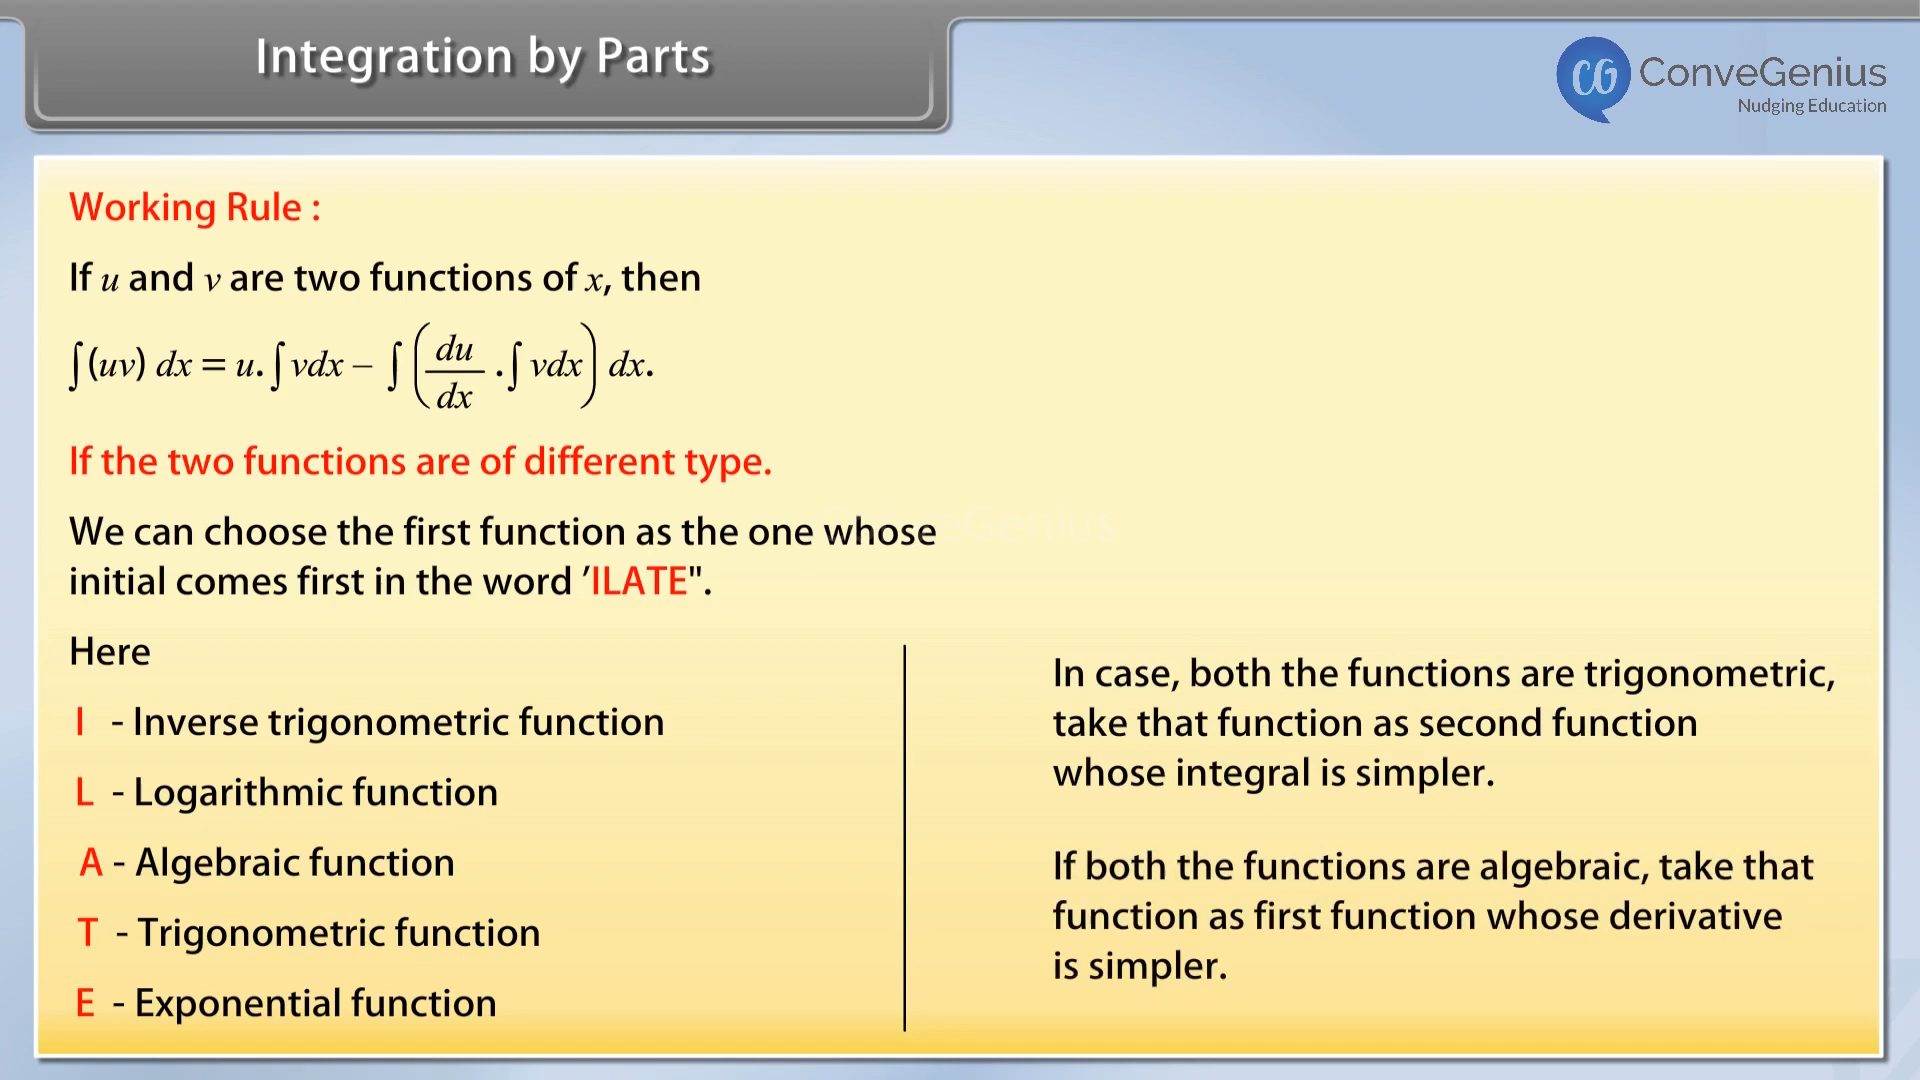 Integration by Parts
CG ConveGenius
Nudging Education
Working Rule :
If u and v are two functions of x, then
∫(uv) dx = u.∫vdx – ∫(du/dx .∫vdx) dx.
If the two functions are of different type.
We can choose the first function as the one whose
initial comes first in the word ′ILATE".
Here
I - Inverse trigonometric function
L - Logarithmic function
A - Algebraic function
T - Trigonometric function
E - Exponential function
In case, both the functions are trigonometric,
take that function as second function
whose integral is simpler.
If both the functions are algebraic, take that
function as first function whose derivative
is simpler.
ConveGenius